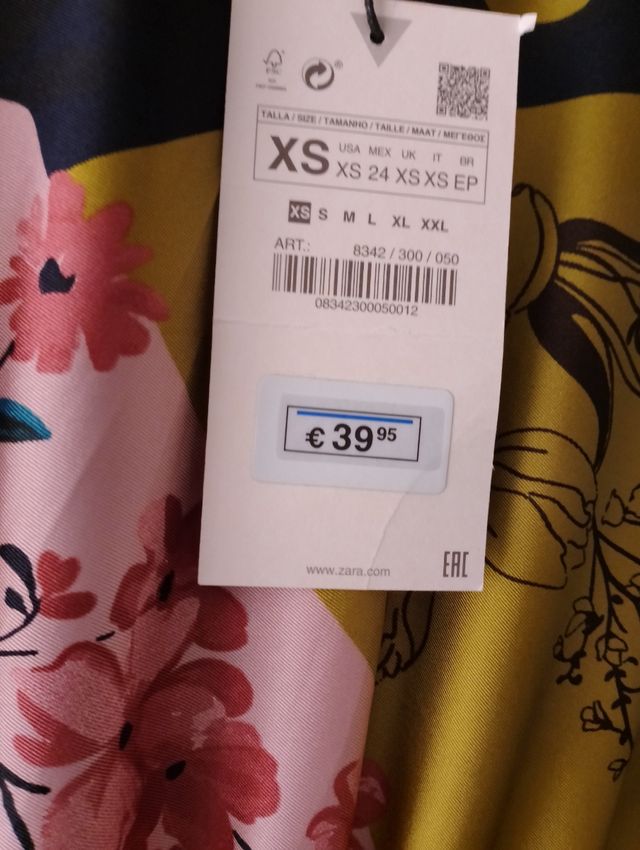 TALLA / SIZE / TAMANHO / TAILLE / MAAT / ΜΕΓΕΘΟΣ
XS
USA MEX UK IT BR
XS 24 XS XS EP
XS S M L XL XXL
ART.: 8342 / 300 / 050
08342300050012
€ 39 95
www.zara.com
EAC